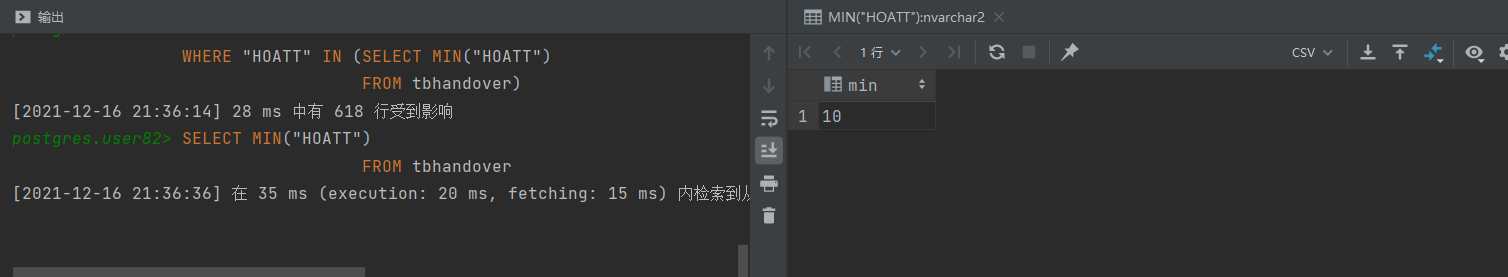 输出
WHERE "HOATT" IN (SELECT MIN("HOATT")
FROM tbhandover)
[2021-12-16 21:36:14] 28 ms 中有 618 行受到影响
postgres.user82> SELECT MIN("HOATT")
FROM tbhandover
[2021-12-16 21:36:36] 在 35 ms (execution: 20 ms, fetching: 15 ms) 内检索到从
MIN("HOATT"):nvarchar2
1 行
CSV
min
1 10